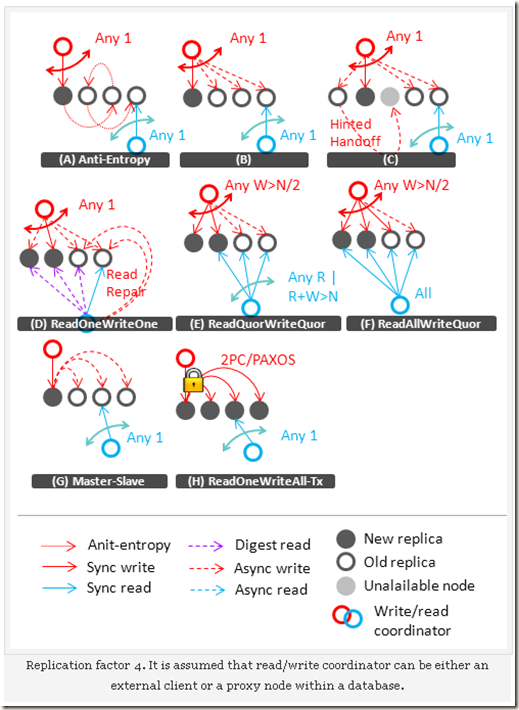 Any 1
Any 1
(A) Anti-Entropy
Any 1
Any 1
(B)
Any 1
Hinted
Handoff
Any 1
(C)
Any 1
Read
Repair
(D) ReadOneWriteOne
Any W>N/2
Any R |
R+W>N
(E) ReadQuorWriteQuor
Any W>N/2
All
(F) ReadAllWriteQuor
Any 1
(G) Master-Slave
2PC/PAXOS
Any 1
(H) ReadOneWriteAll-Tx
Anit-entropy
Sync write
Sync read
Digest read
Async write
Async read
New replica
Old replica
Unalailable node
Write/read
coordinator
Replication factor 4. It is assumed that read/write coordinator can be either an
external client or a proxy node within a database.